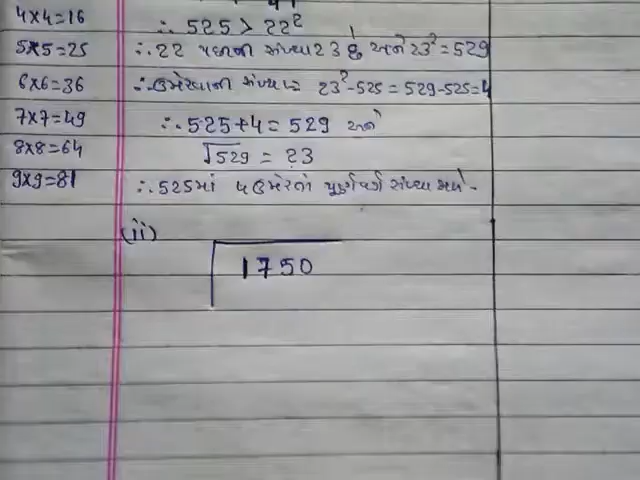 4x4=16
5x5=25
6x6=36
7x7=49
8x8=64
9x9=81
∴ 525 > 22²
∴ 22 પછીની સંખ્યા 23 છે અને 23² = 529
∴ ઉમેરવાની સંખ્યા = 23² - 525 = 529 - 525 = 4
∴ 525 + 4 = 529 અને
√529 = 23
∴ 525માં 4 ઉમેરતાં પૂર્ણવર્ગ સંખ્યા મળે.
(ii)
1750